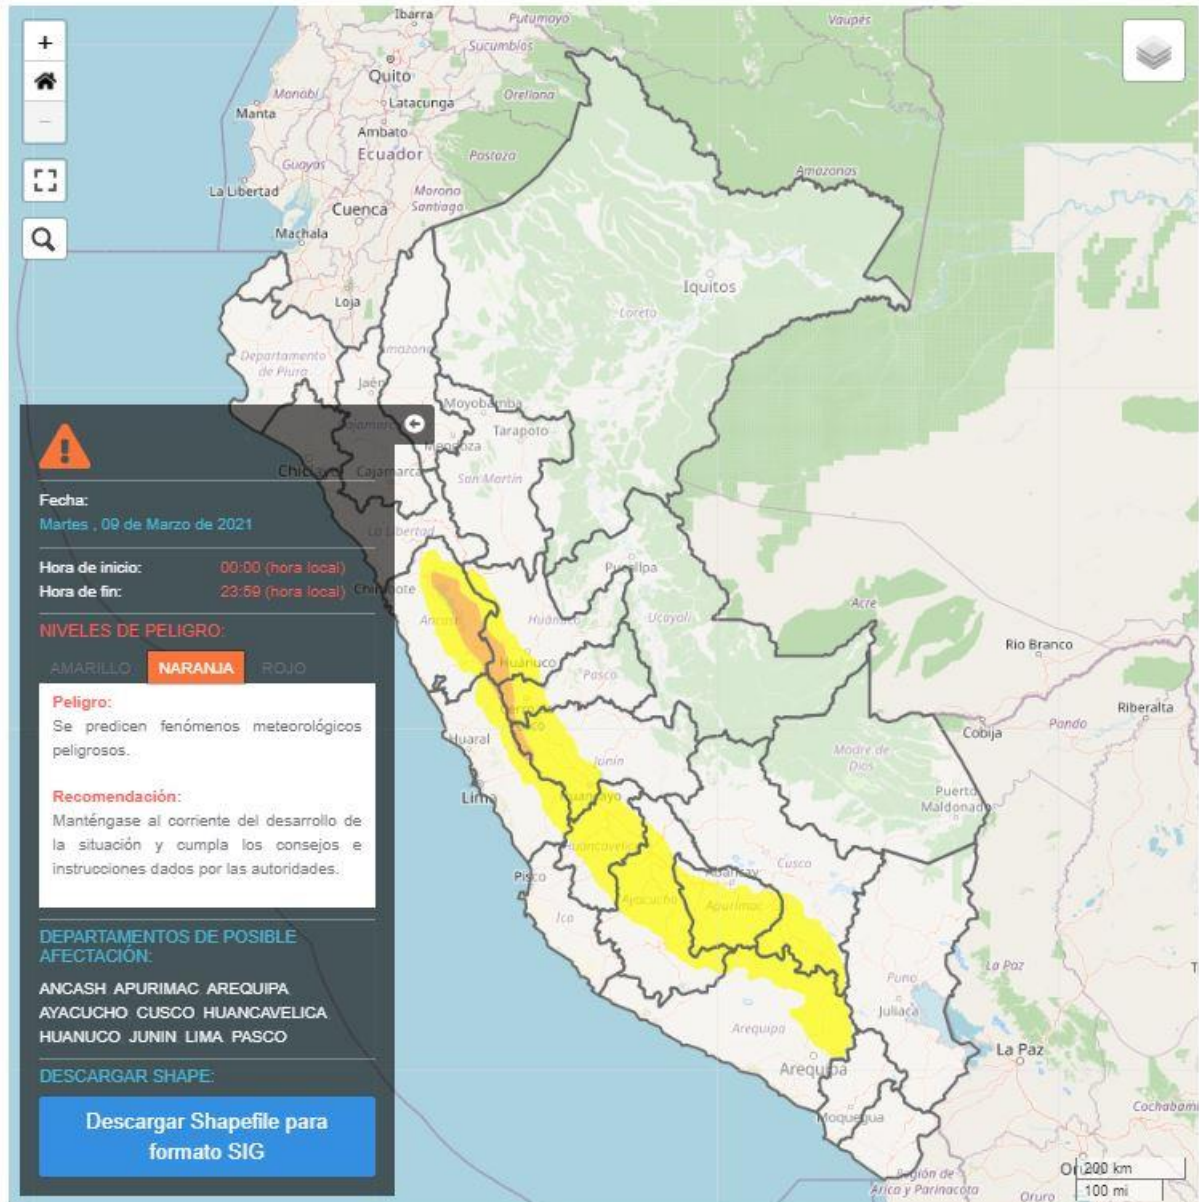 Ibarra
Putumayo
Vaupés
Sucumbíos
+
Quito
Orellana
Manabí
Latacunga
−
Manta
Ambato
Ecuador
Pastaza
Guayas
Amazonas
La Libertad
Morona
Santiago
Cuenca
Machala
Iquitos
Loja
Loreto
Departamento
de Piura
Jaén
Moyobamba
Tarapoto
Mendoza
Cajamarca
San Martín
La Libertad
Fecha:
Martes , 09 de Marzo de 2021
Hora de inicio: 00:00 (hora local)
Hora de fin: 23:59 (hora local)
Pucallpa
Ancash
Huánuco
Ucayali
Acre
Rio Branco
NIVELES DE PELIGRO:
AMARILLO NARANJA ROJO
Huánuco
Pasco
Peligro:
Se predicen fenómenos meteorológicos
peligrosos.
Riberalta
Pando
Cobija
Huaral
Junín
Madre de
Dios
Recomendación:
Manténgase al corriente del desarrollo de
la situación y cumpla los consejos e
instrucciones dados por las autoridades.
Lima
Huancayo
Puerto
Maldonado
Huancavelica
Cusco
Pisco
Abancay
Ayacucho
Apurímac
Ica
DEPARTAMENTOS DE POSIBLE
AFECTACIÓN:
ANCASH APURIMAC AREQUIPA
AYACUCHO CUSCO HUANCAVELICA
HUANUCO JUNIN LIMA PASCO
La Paz
Puno
Juliaca
Arequipa
La Paz
Arequipa
DESCARGAR SHAPE:
Descargar Shapefile para
formato SIG
Moquegua
Cochabam
200 km
100 mi
Región de
Arica y Parinacota
Oruro